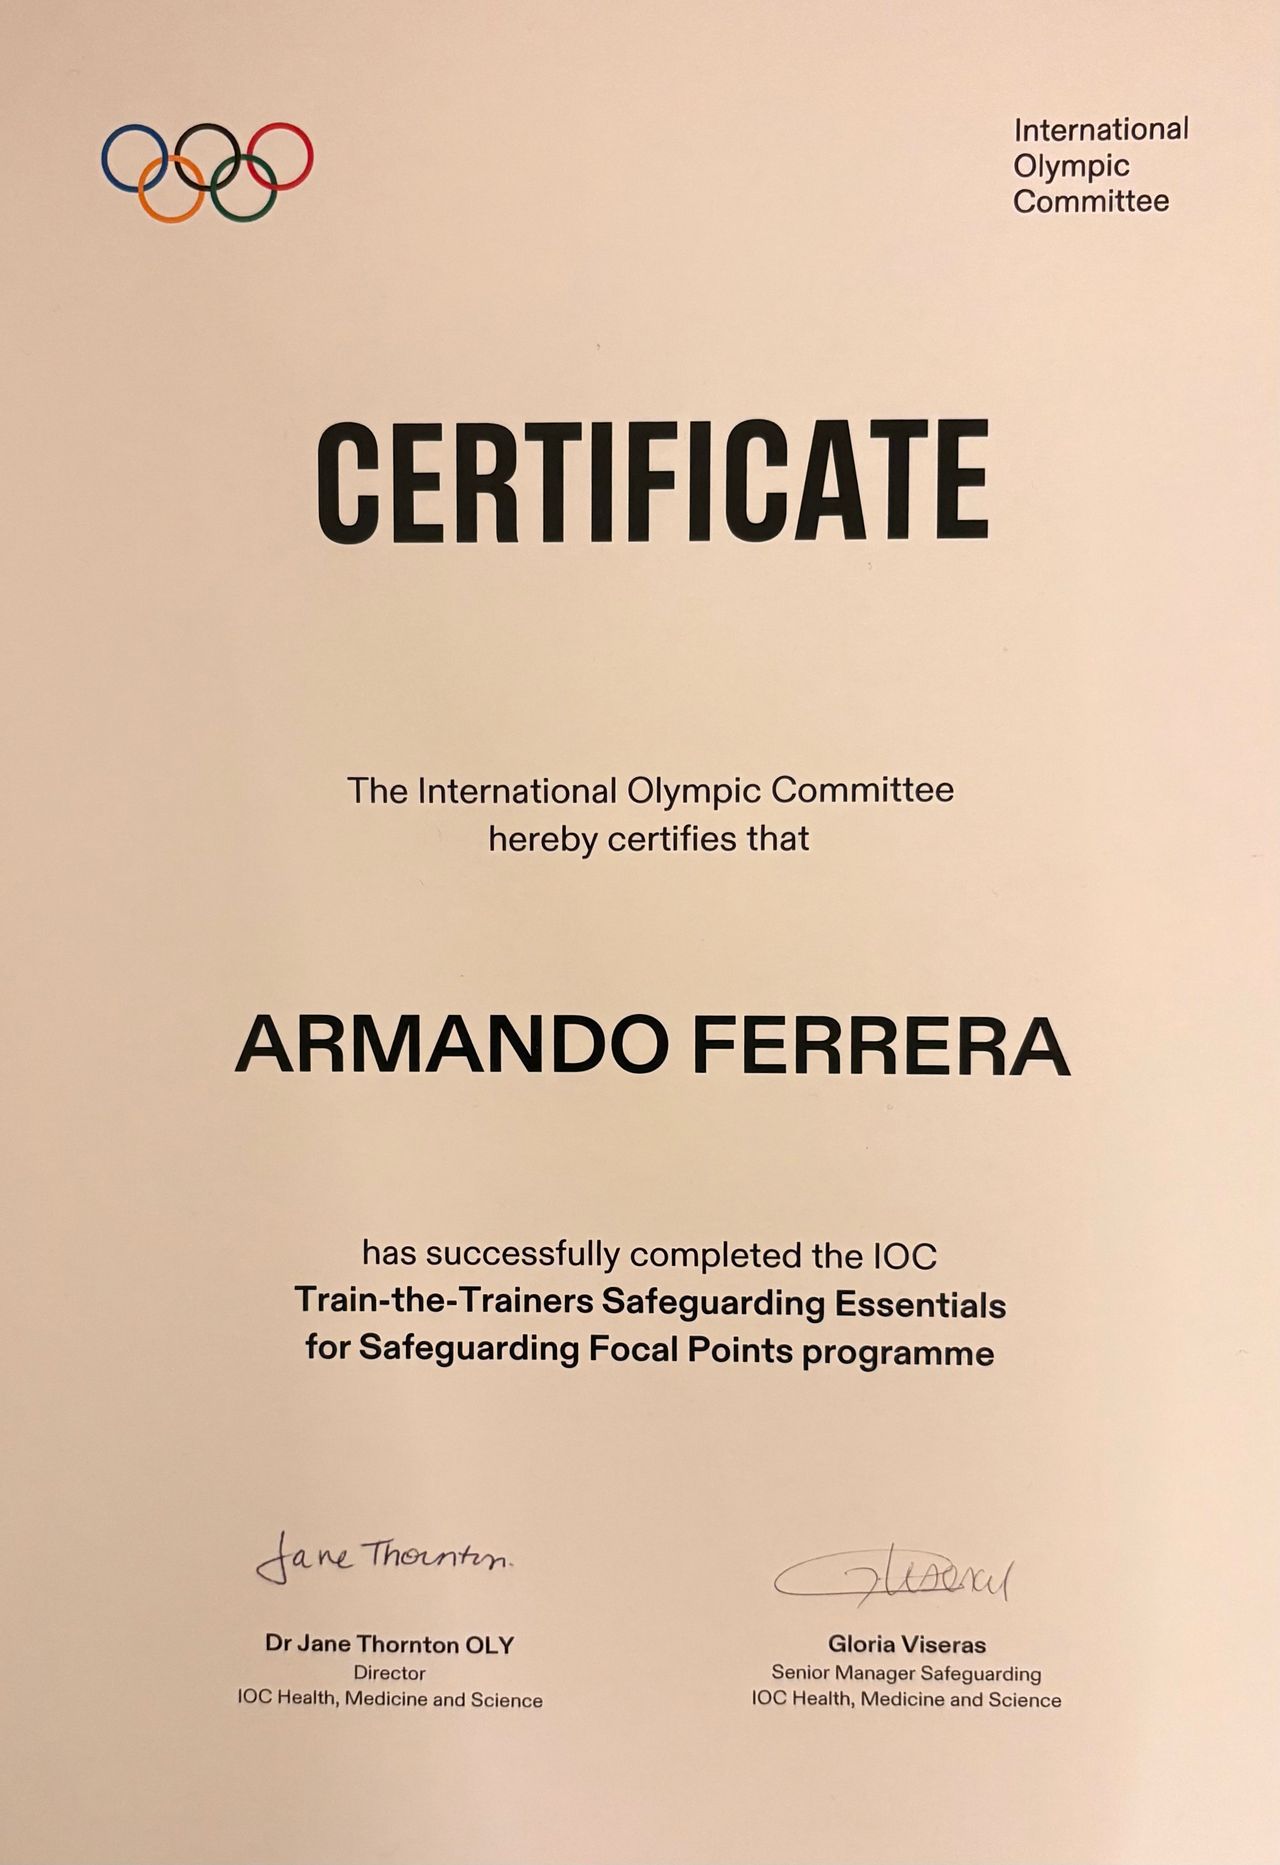 International
Olympic
Committee
CERTIFICATE
The International Olympic Committee
hereby certifies that
ARMANDO FERRERA
has successfully completed the IOC
Train-the-Trainers Safeguarding Essentials
for Safeguarding Focal Points programme
Jane Thornton.
Dr Jane Thornton OLY
Director
IOC Health, Medicine and Science
Gloria Viseras
Senior Manager Safeguarding
IOC Health, Medicine and Science